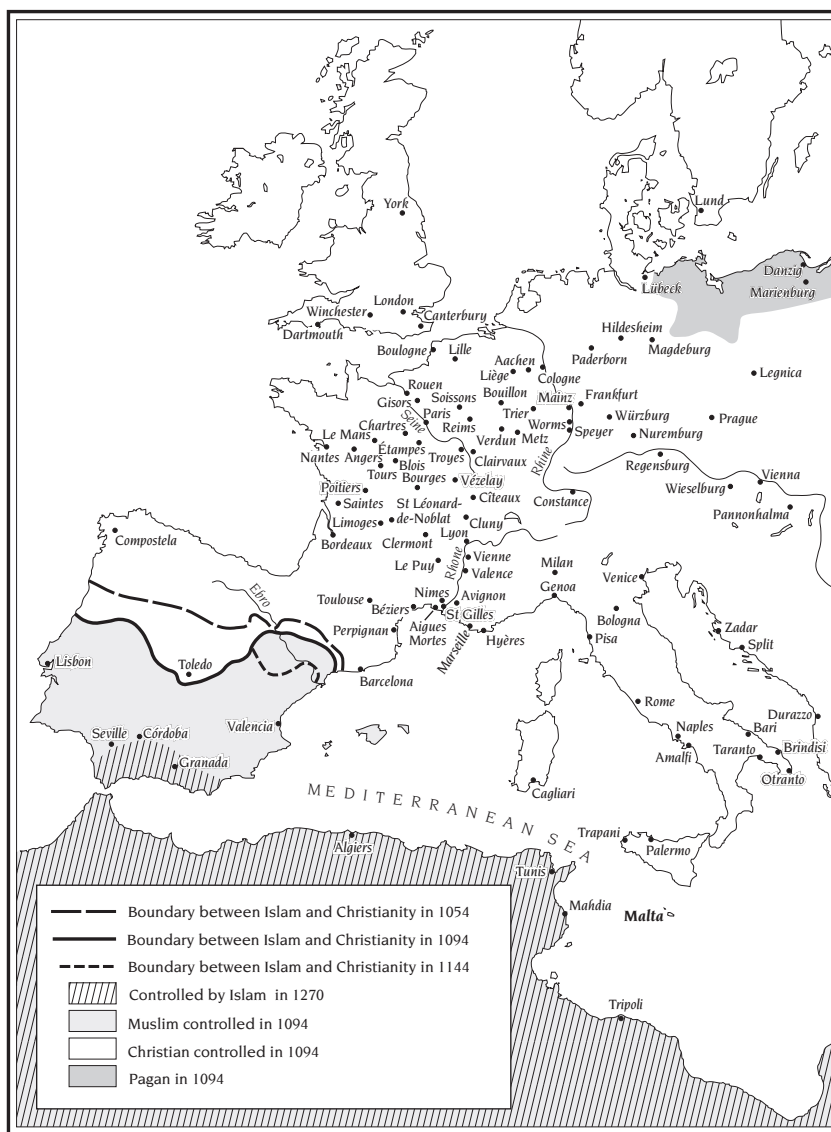 York
Lund
Danzig
Marienburg
Lübeck
London
Winchester
Canterbury
Dartmouth
Hildesheim
Magdeburg
Paderborn
Boulogne
Lille
Aachen
Liège
Cologne
Legnica
Rouen
Gisors
Soissons
Bouillon
Mainz
Frankfurt
Paris
Seine
Trier
Reims
Worms
Würzburg
Prague
Chartres
Le Mans
Verdun
Metz
Speyer
Nuremburg
Nantes
Angers
Étampes
Blois
Tours
Troyes
Clairvaux
Rhine
Regensburg
Vienna
Bourges
Vézelay
Wieselburg
Poitiers
Cîteaux
Constance
Pannonhalma
Saintes
St Léonard-
de-Noblat
Limoges
Cluny
Compostela
Bordeaux
Clermont
Lyon
Le Puy
Rhone
Vienne
Valence
Milan
Genoa
Venice
Ebro
Toulouse
Béziers
Nimes
Avignon
St Gilles
Bologna
Perpignan
Aigues
Mortes
Marseille
Hyères
Pisa
Zadar
Split
Lisbon
Toledo
Barcelona
Rome
Durazzo
Seville
Córdoba
Valencia
Naples
Amalfi
Bari
Taranto
Brindisi
Otranto
Granada
Cagliari
MEDITERRANEAN SEA
Algiers
Trapani
Palermo
Tunis
Mahdia
Malta
Tripoli
Boundary between Islam and Christianity in 1054
Boundary between Islam and Christianity in 1094
Boundary between Islam and Christianity in 1144
Controlled by Islam in 1270
Muslim controlled in 1094
Christian controlled in 1094
Pagan in 1094